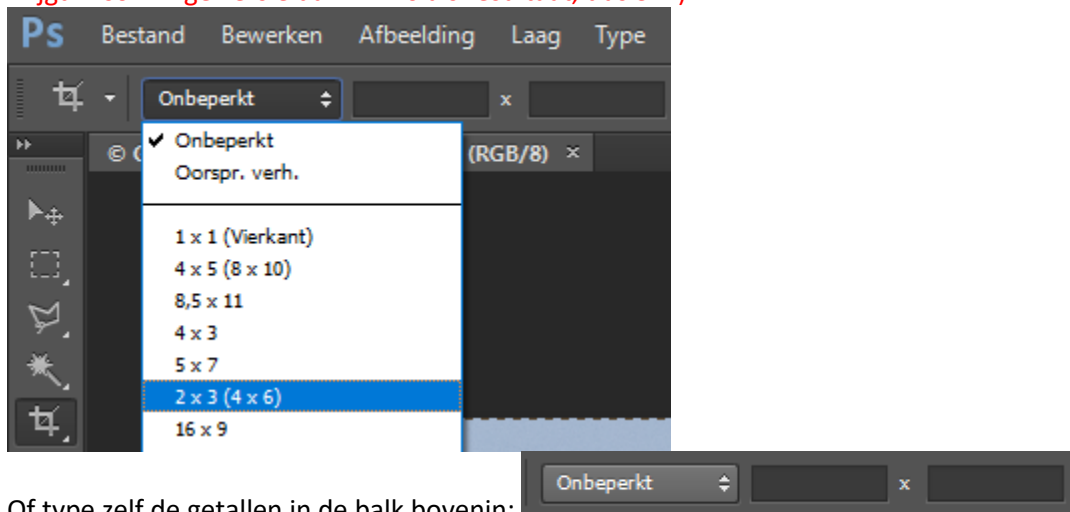 Ps Bestand Bewerken Afbeelding Laag Type
Onbeperkt x
Onbeperkt
© (RGB/8) ×
Oorspr. verh.
1 x 1 (Vierkant)
4 x 5 (8 x 10)
8,5 x 11
4 x 3
5 x 7
2 x 3 (4 x 6)
16 x 9
Of type zelf de getallen in de balk bovenin: Onbeperkt x